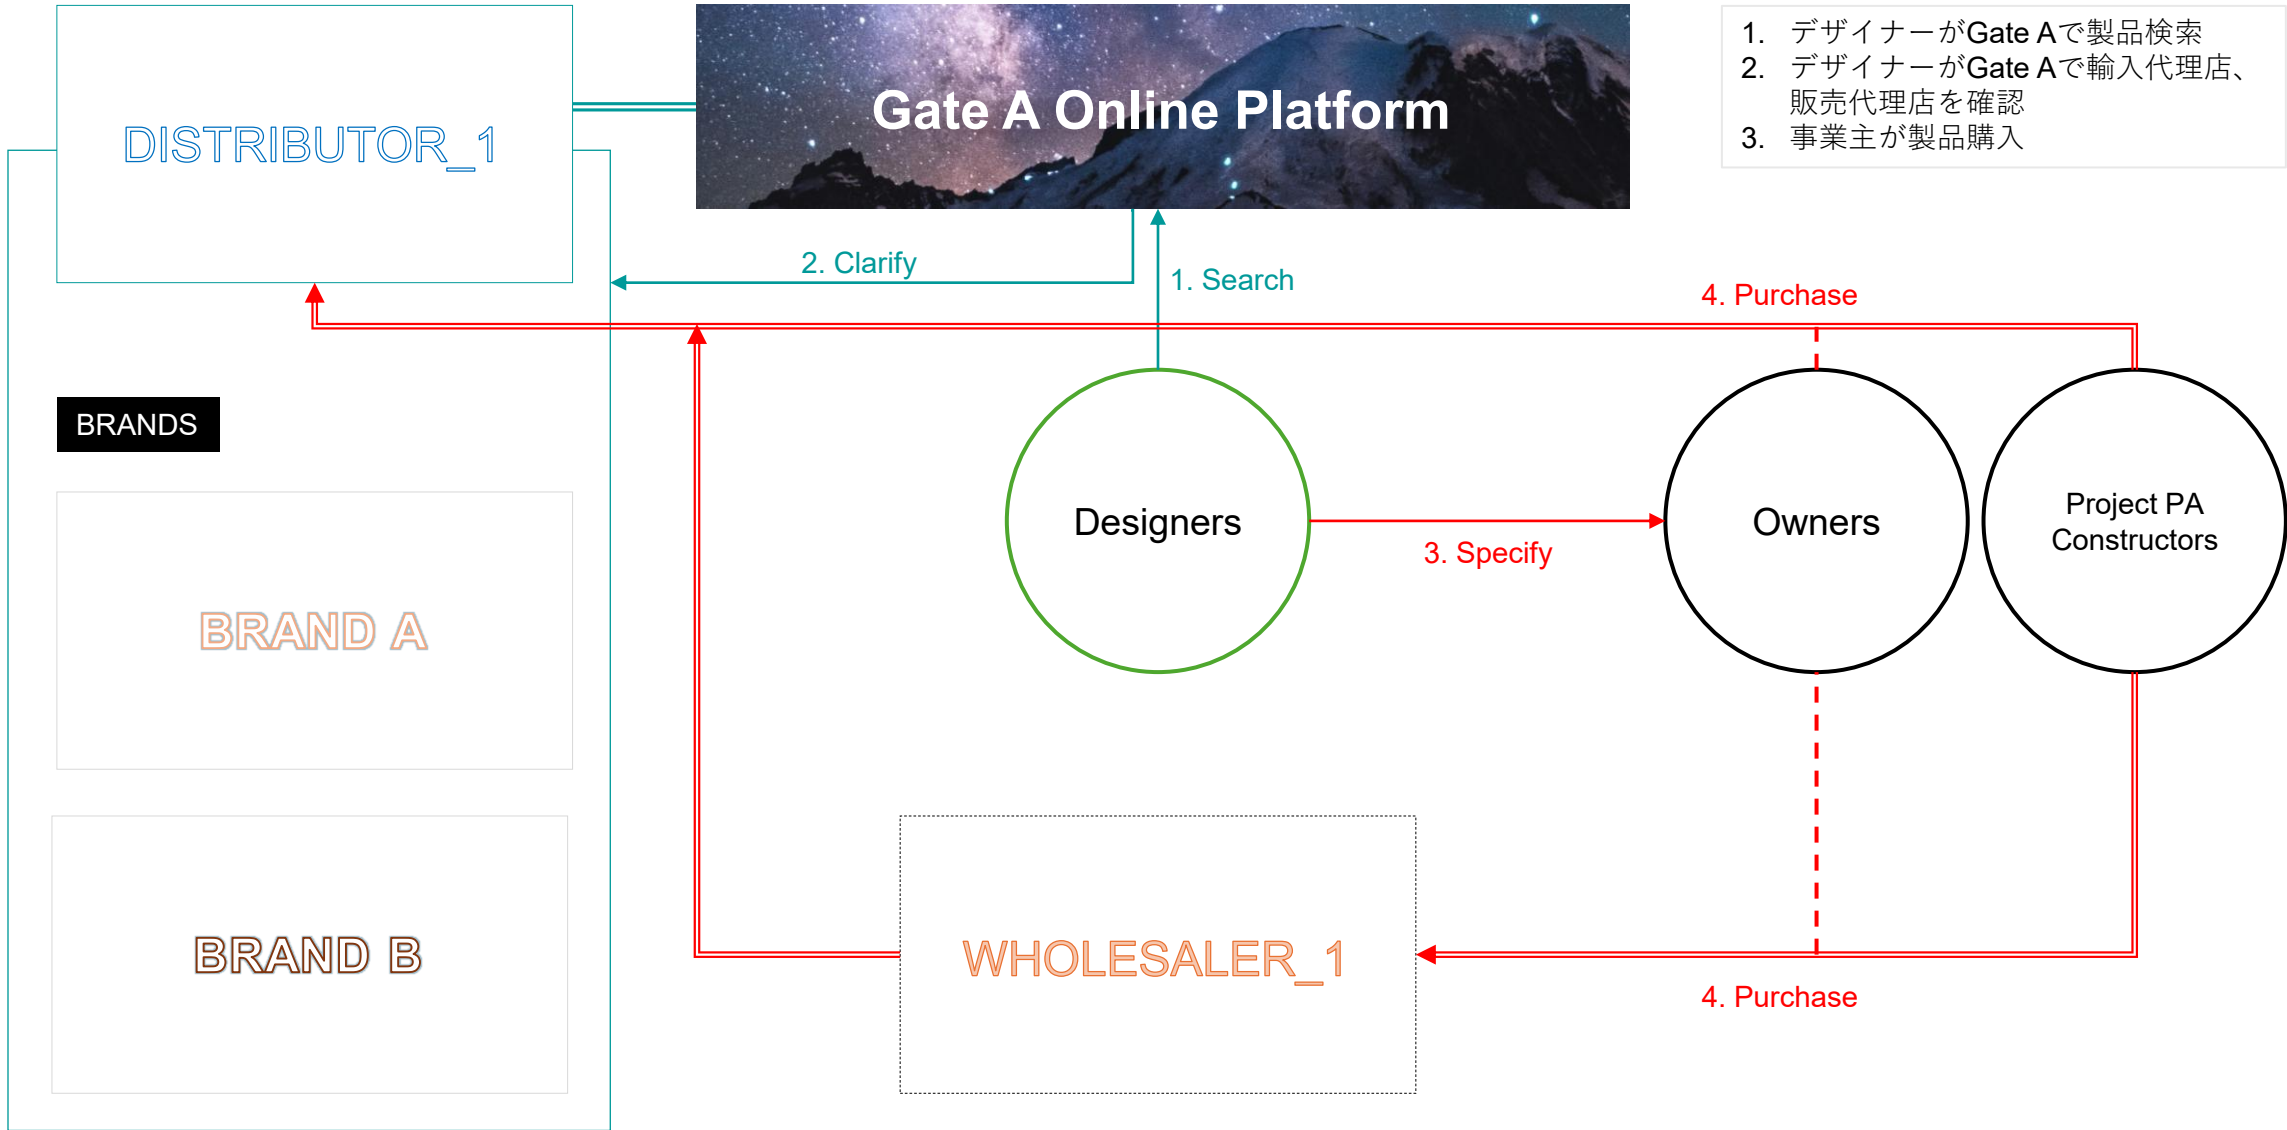 Gate A Online Platform
1. デザイナーがGate Aで製品検索
2. デザイナーがGate Aで輸入代理店、
販売代理店を確認
3. 事業主が製品購入
DISTRIBUTOR_1
2. Clarify
1. Search
4. Purchase
BRANDS
Designers
3. Specify
Owners
Project PA
Constructors
BRAND A
BRAND B
WHOLESALER_1
4. Purchase